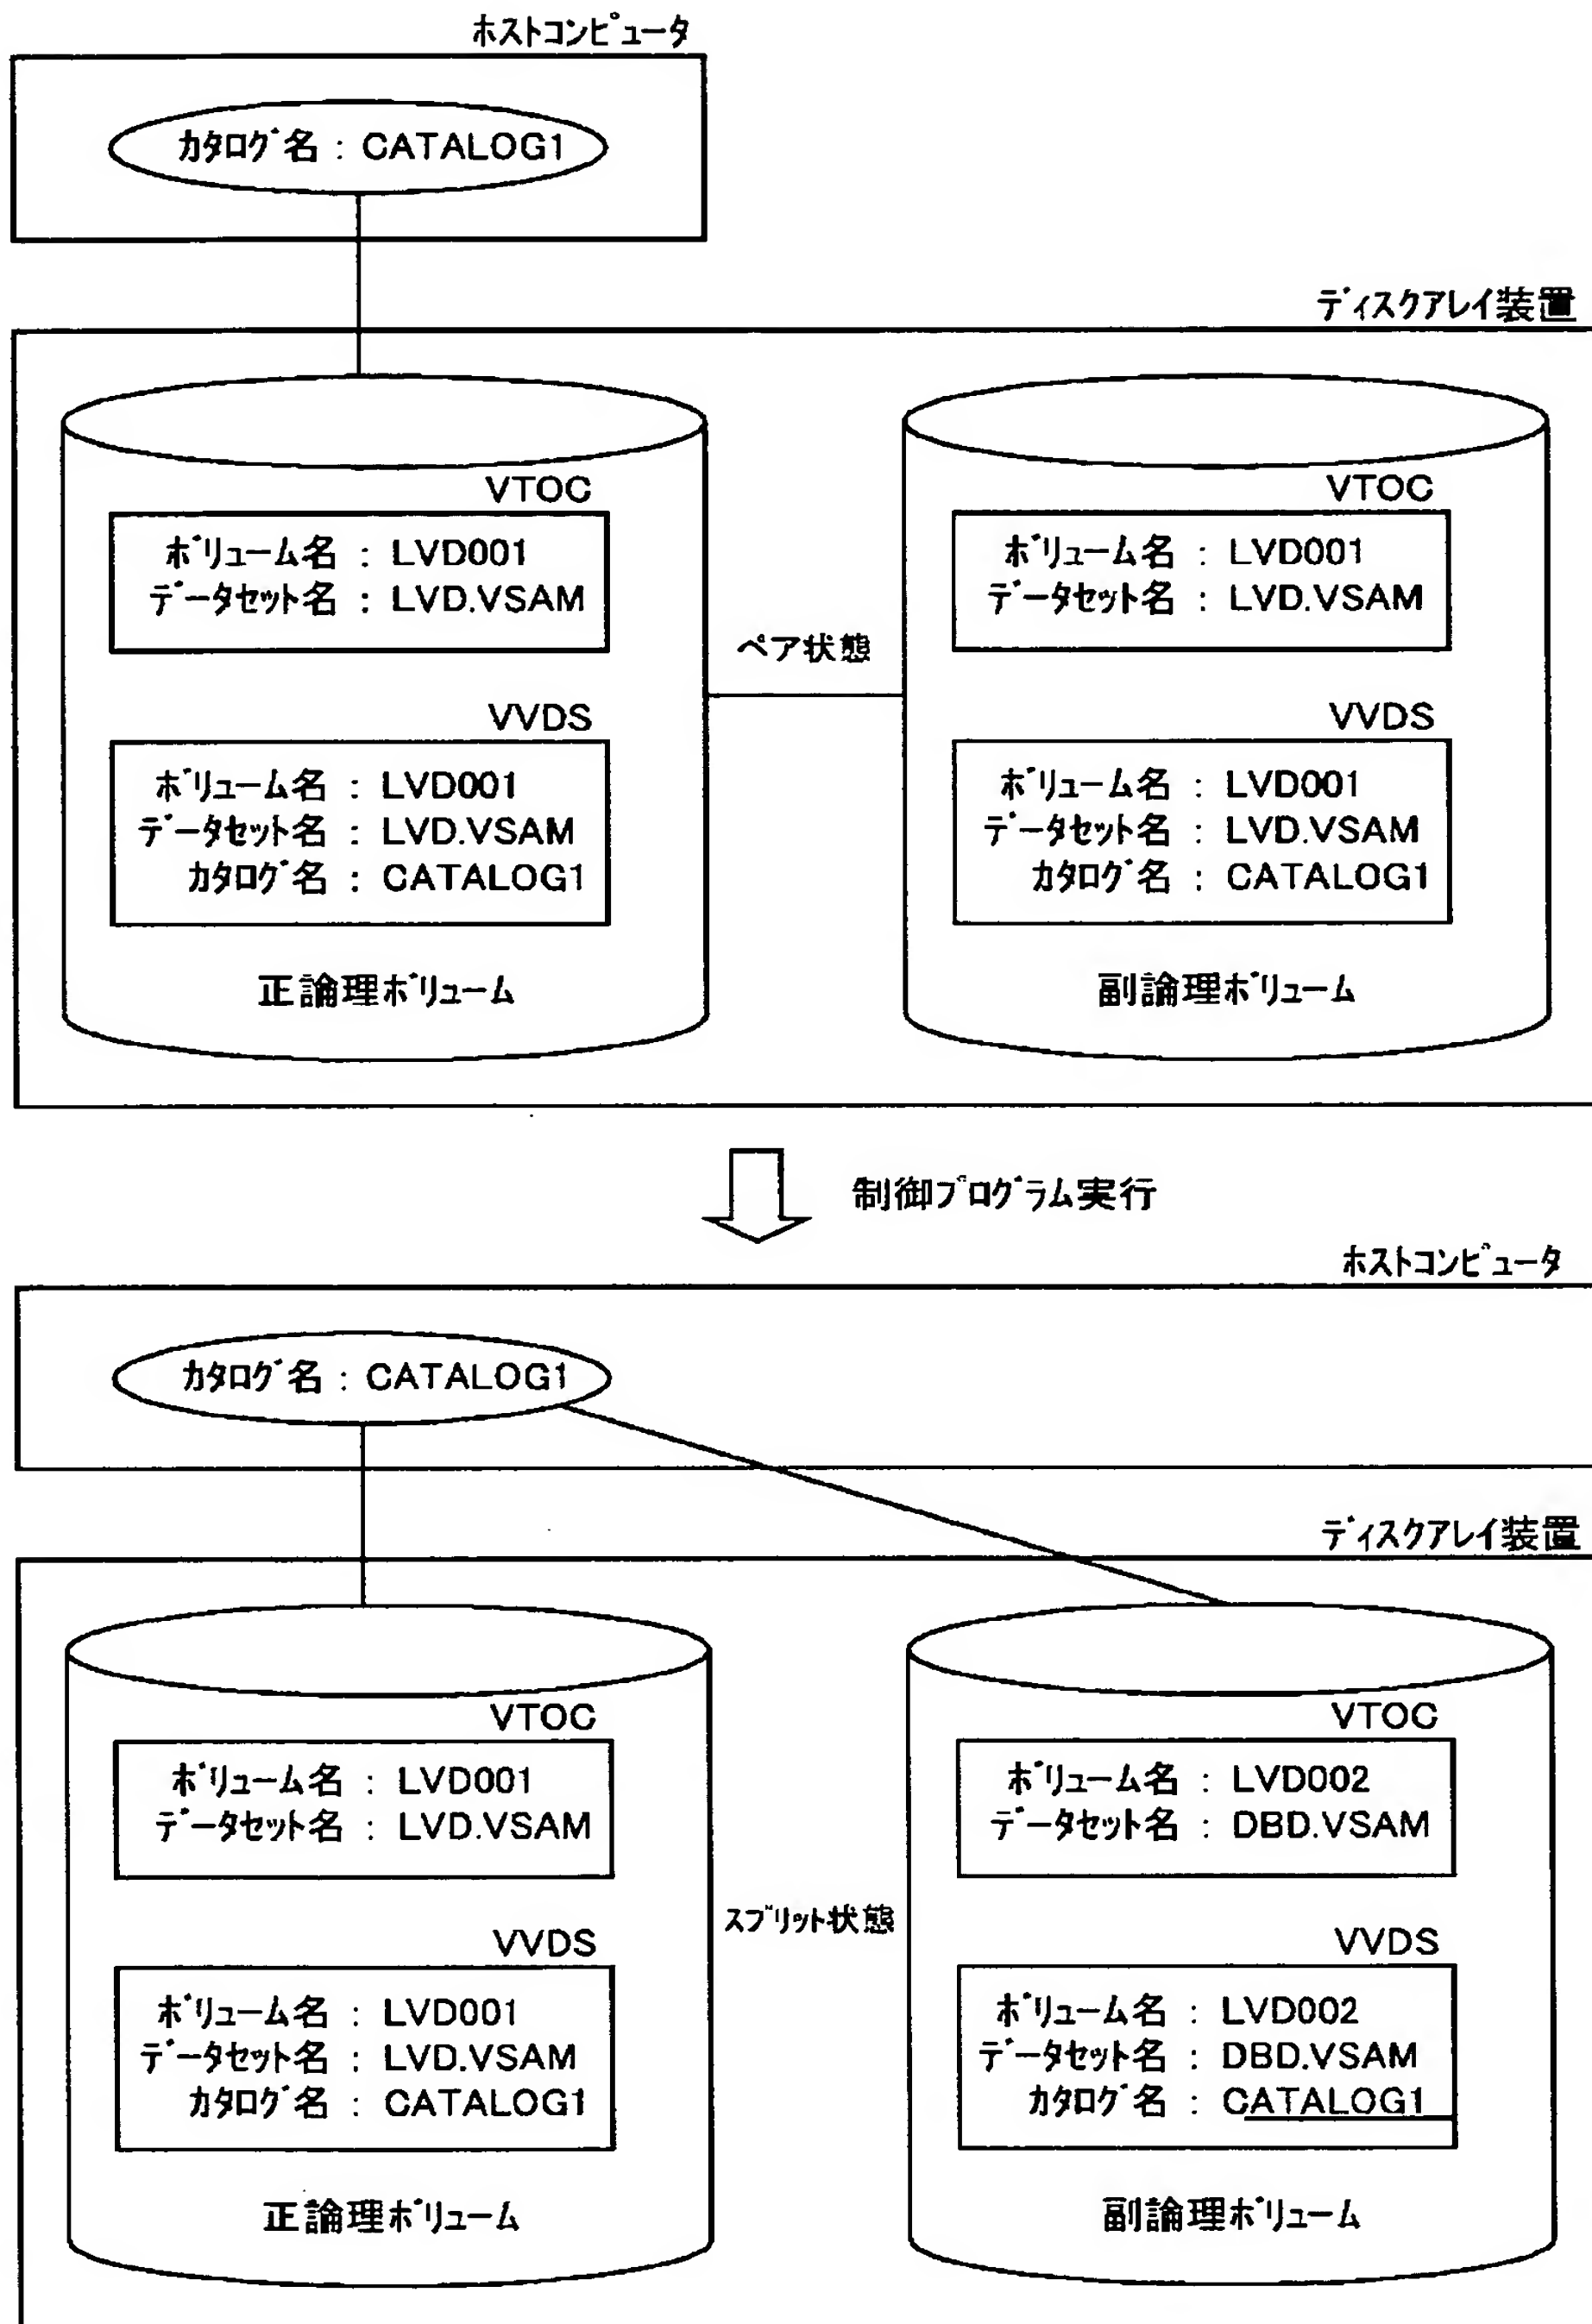 ホストコンピュータ
カタログ名 : CATALOG1
ディスクアレイ装置
VTOC
ボリューム名 : LVD001
データセット名 : LVD.VSAM
VVDS
ボリューム名 : LVD001
データセット名 : LVD.VSAM
カタログ名 : CATALOG1
正論理ボリューム
ペア状態
VTOC
ボリューム名 : LVD001
データセット名 : LVD.VSAM
VVDS
ボリューム名 : LVD001
データセット名 : LVD.VSAM
カタログ名 : CATALOG1
副論理ボリューム
制御プログラム実行
ホストコンピュータ
カタログ名 : CATALOG1
ディスクアレイ装置
VTOC
ボリューム名 : LVD001
データセット名 : LVD.VSAM
VVDS
ボリューム名 : LVD001
データセット名 : LVD.VSAM
カタログ名 : CATALOG1
正論理ボリューム
スプリット状態
VTOC
ボリューム名 : LVD002
データセット名 : DBD.VSAM
VVDS
ボリューム名 : LVD002
データセット名 : DBD.VSAM
カタログ名 : CATALOG1
副論理ボリューム